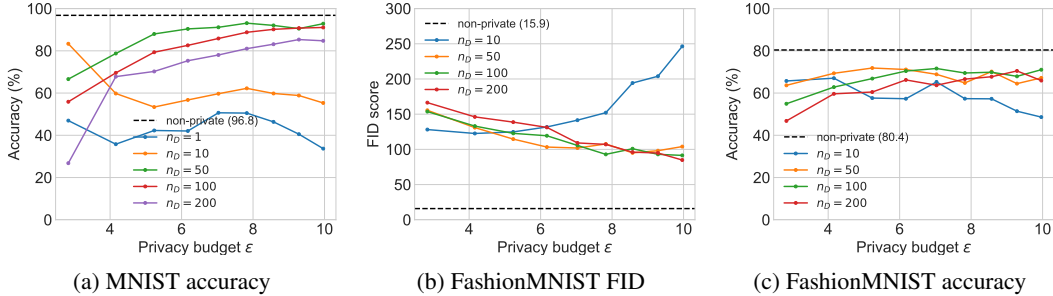 100
80
60
40
20
0
Accuracy (%)
non-private (96.8)
n_D = 1
n_D = 10
n_D = 50
n_D = 100
n_D = 200
4 6 8 10
Privacy budget ε
(a) MNIST accuracy
300
250
200
150
100
50
0
FID score
non-private (15.9)
n_D = 10
n_D = 50
n_D = 100
n_D = 200
4 6 8 10
Privacy budget ε
(b) FashionMNIST FID
100
80
60
40
20
0
Accuracy (%)
non-private (80.4)
n_D = 10
n_D = 50
n_D = 100
n_D = 200
4 6 8 10
Privacy budget ε
(c) FashionMNIST accuracy